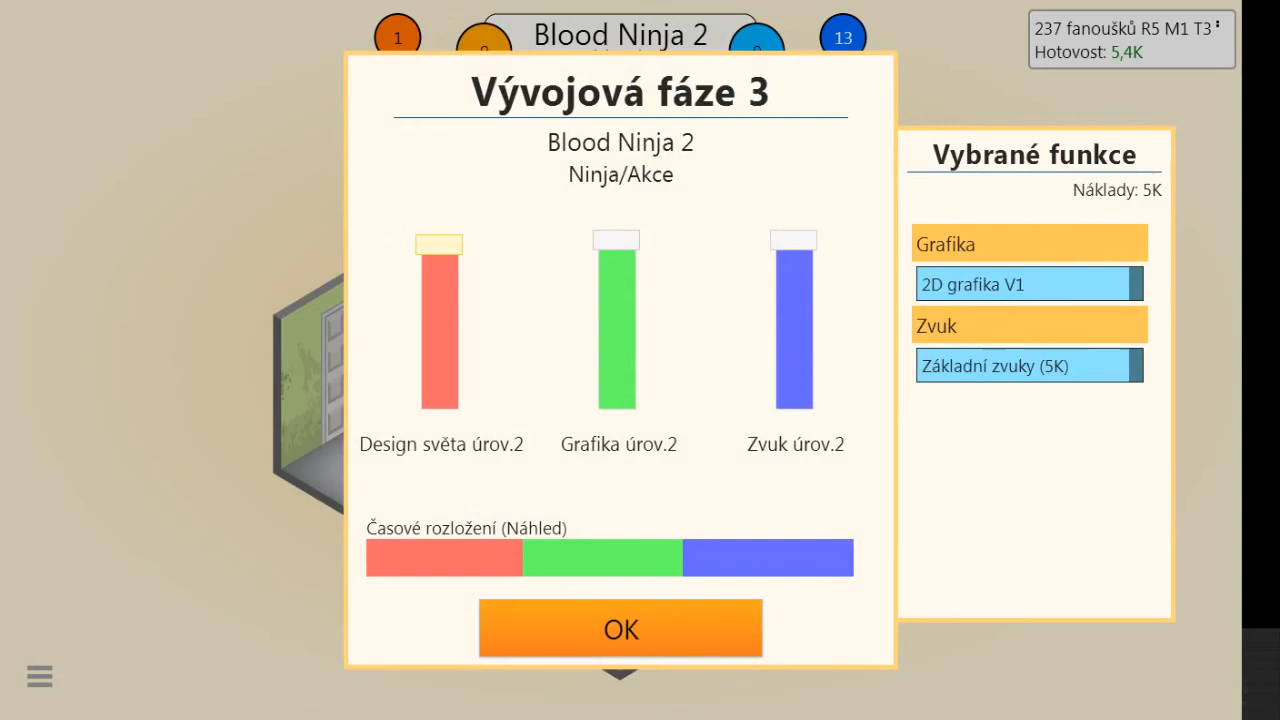 1
Blood Ninja 2
13
237 fanoušků R5 M1 T3
Hotovost: 5,4K
Vývojová fáze 3
Blood Ninja 2
Ninja/Akce
Design světa úrov.2
Grafika úrov.2
Zvuk úrov.2
Časové rozložení (Náhled)
OK
Vybrané funkce
Náklady: 5K
Grafika
2D grafika V1
Zvuk
Základní zvuky (5K)